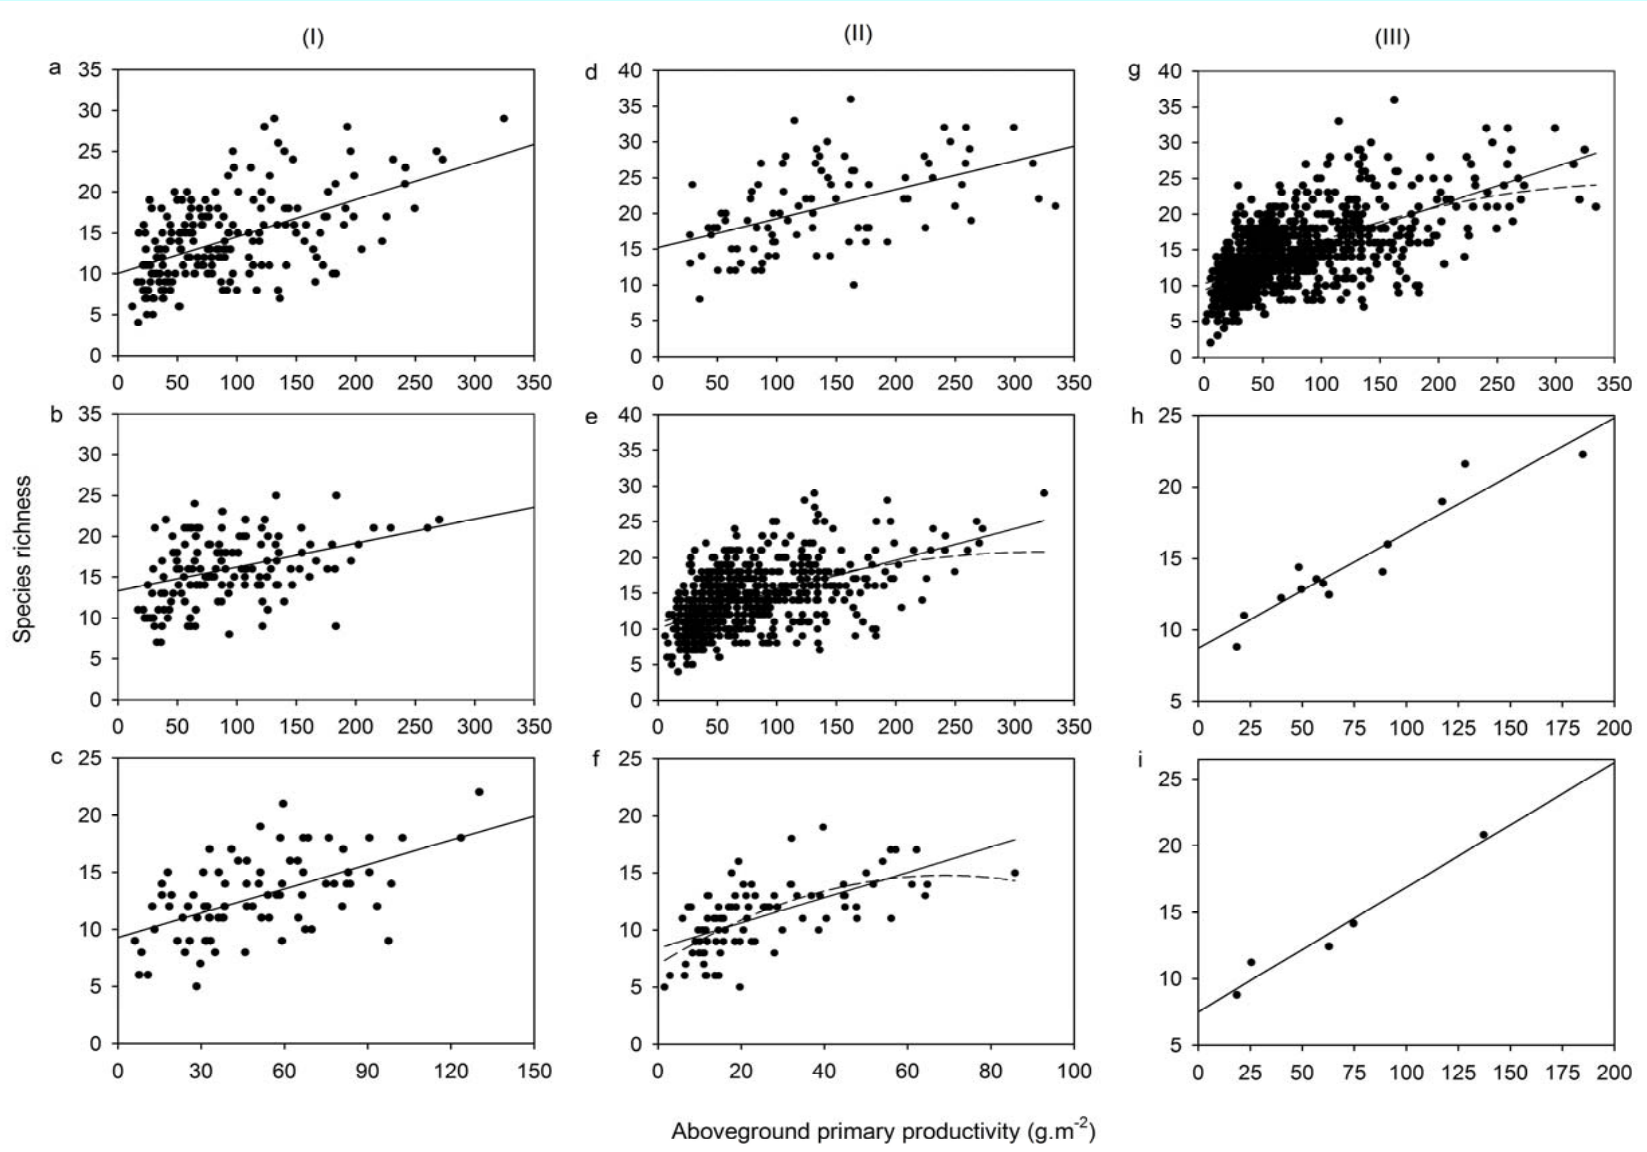 (I)
(II)
(III)
a
35
30
25
20
15
10
5
0
0 50 100 150 200 250 300 350
d
40
35
30
25
20
15
10
5
0
0 50 100 150 200 250 300 350
g
40
35
30
25
20
15
10
5
0
0 50 100 150 200 250 300 350
b
35
30
25
20
15
10
5
0
0 50 100 150 200 250 300 350
e
40
35
30
25
20
15
10
5
0
0 50 100 150 200 250 300 350
h
25
20
15
10
5
0 25 50 75 100 125 150 175 200
c
25
20
15
10
5
0
0 30 60 90 120 150
f
25
20
15
10
5
0
0 20 40 60 80 100
i
25
20
15
10
5
0 25 50 75 100 125 150 175 200
Species richness
Aboveground primary productivity (g.m⁻²)